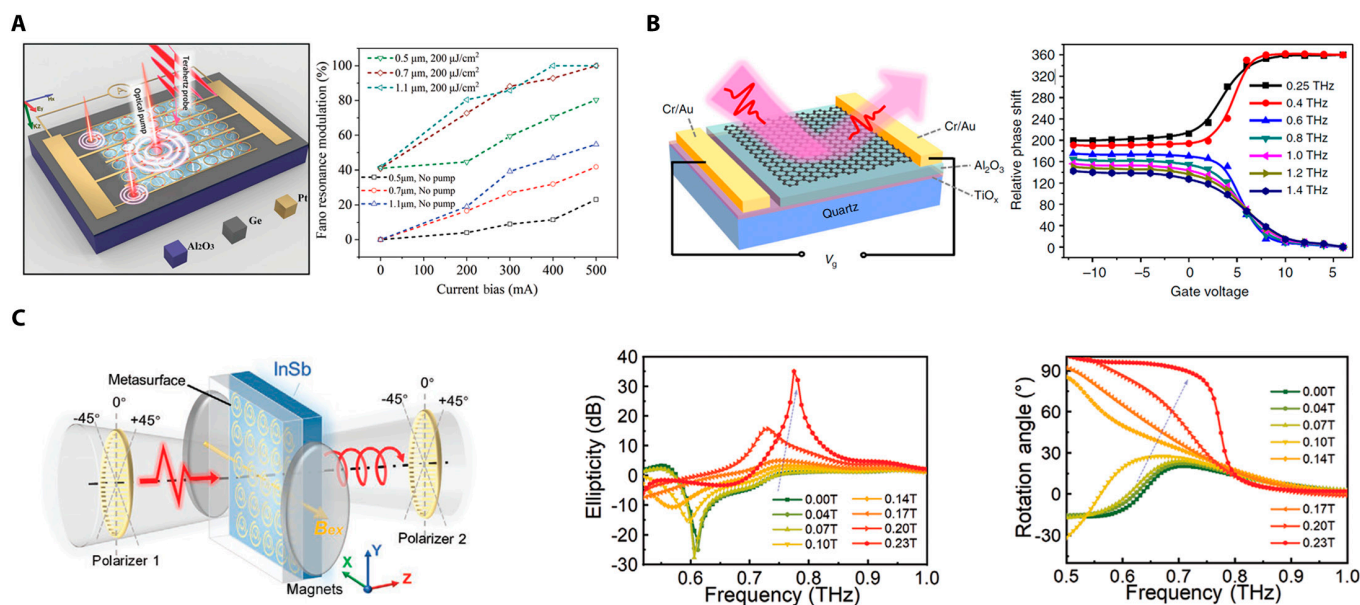 A
Terahertz probe
Optical pump
A
Hx
Er
Kz
Pt
Ge
Al2O3
Fano resonance modulation (%)
100
80
60
40
20
0
0.5 μm, 200 μJ/cm²
0.7 μm, 200 μJ/cm²
1.1 μm, 200 μJ/cm²
0.5μm, No pump
0.7μm, No pump
1.1μm, No pump
0 100 200 300 400 500
Current bias (mA)
B
Cr/Au
Cr/Au
Al2O3
TiOx
Quartz
Vg
Relative phase shift
360
320
280
240
200
160
120
80
40
0
0.25 THz
0.4 THz
0.6 THz
0.8 THz
1.0 THz
1.2 THz
1.4 THz
–10 –5 0 5
Gate voltage
C
InSb
Metasurface
0°
-45° +45°
0°
-45° +45°
Bex
Polarizer 1
Polarizer 2
Magnets
X Y Z
Ellipticity (dB)
40
30
20
10
0
-10
-20
-30
0.00T 0.14T
0.04T 0.17T
0.07T 0.20T
0.10T 0.23T
0.6 0.7 0.8 0.9 1.0
Frequency (THz)
Rotation angle (°)
90
60
30
0
-30
0.00T
0.04T
0.07T
0.10T
0.14T
0.17T
0.20T
0.23T
0.5 0.6 0.7 0.8 0.9 1.0
Frequency (THz)